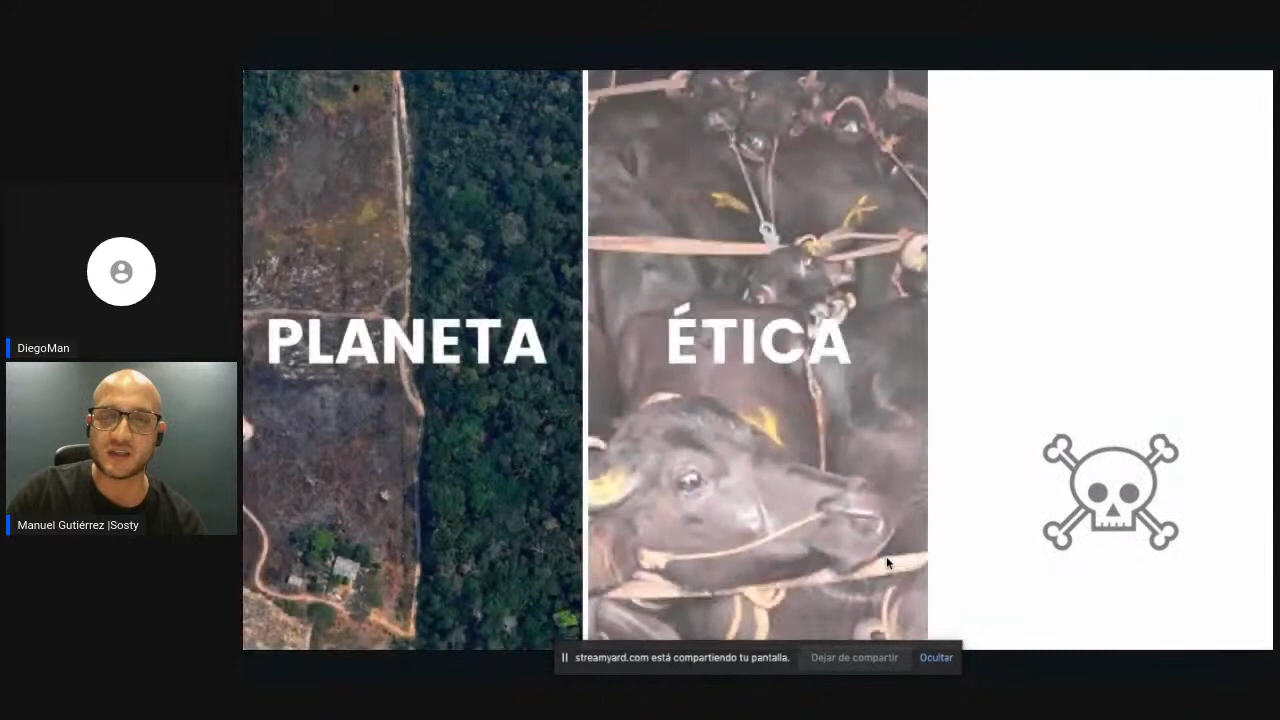 PLANETA
ÉTICA
DiegoMan
Manuel Gutiérrez |Sosty
streamyard.com está compartiendo tu pantalla.
Dejar de compartir
Ocultar